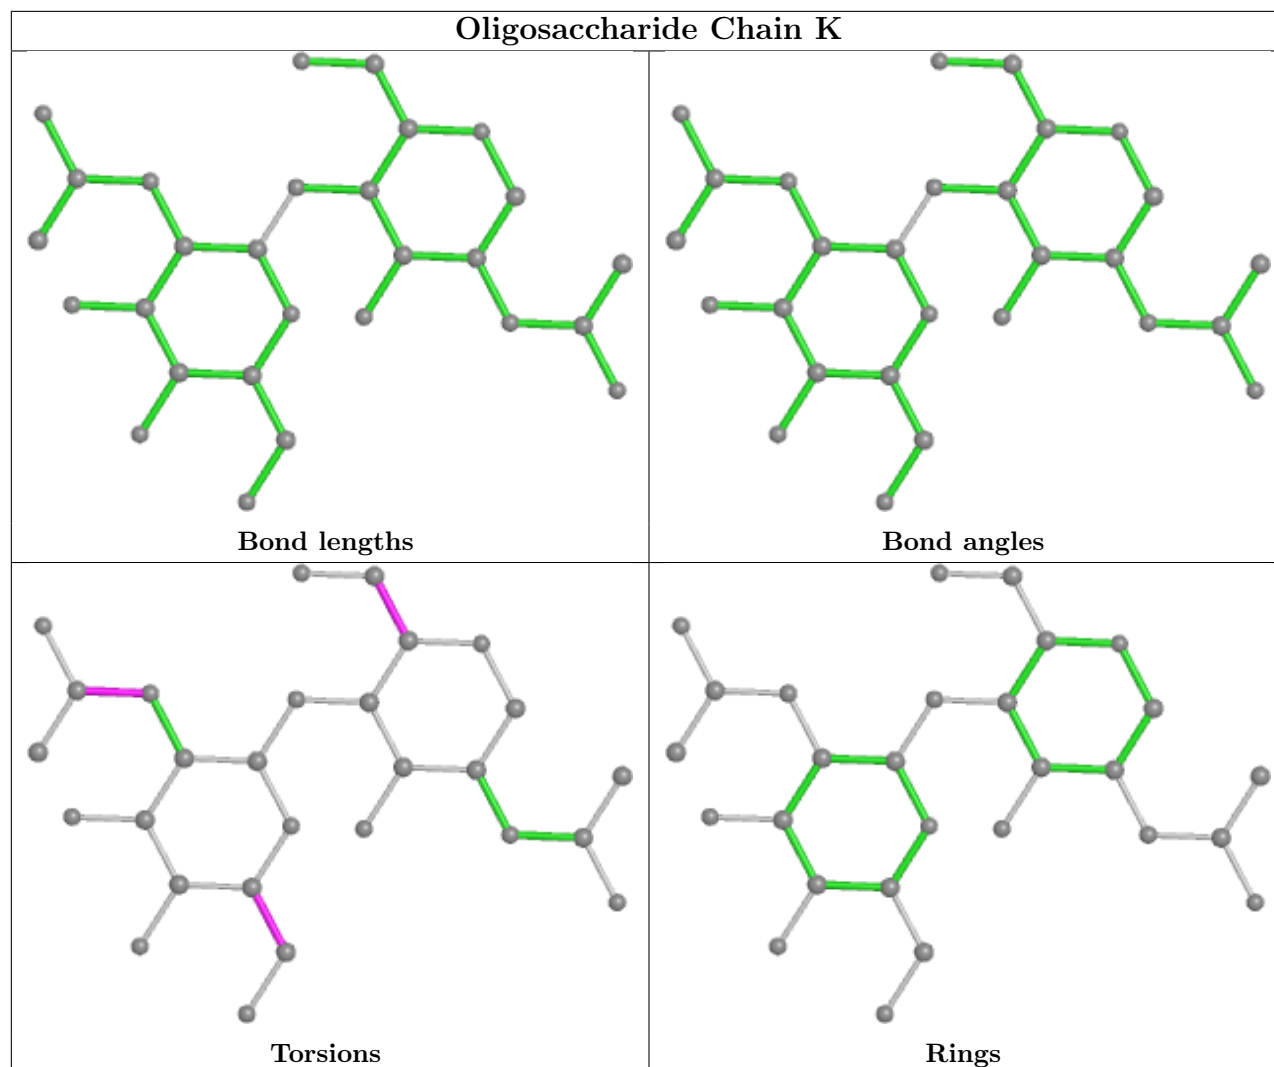 Oligosaccharide Chain K
Bond lengths
Bond angles
Torsions
Rings